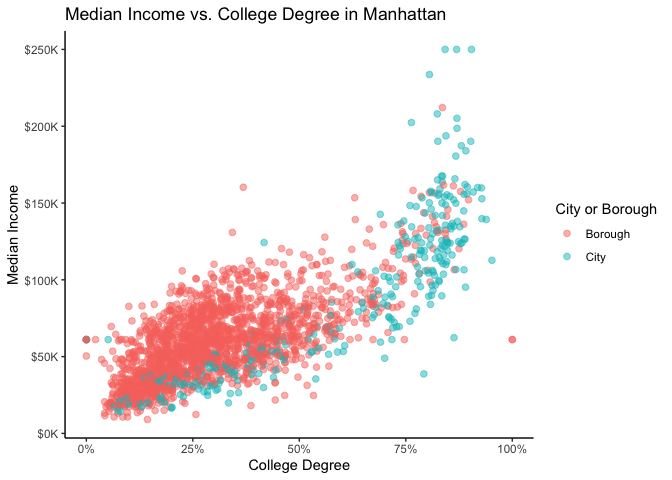 Median Income vs. College Degree in Manhattan
$250K
$200K
$150K
$100K
$50K
$0K
Median Income
0%
25%
50%
75%
100%
College Degree
City or Borough
Borough
City